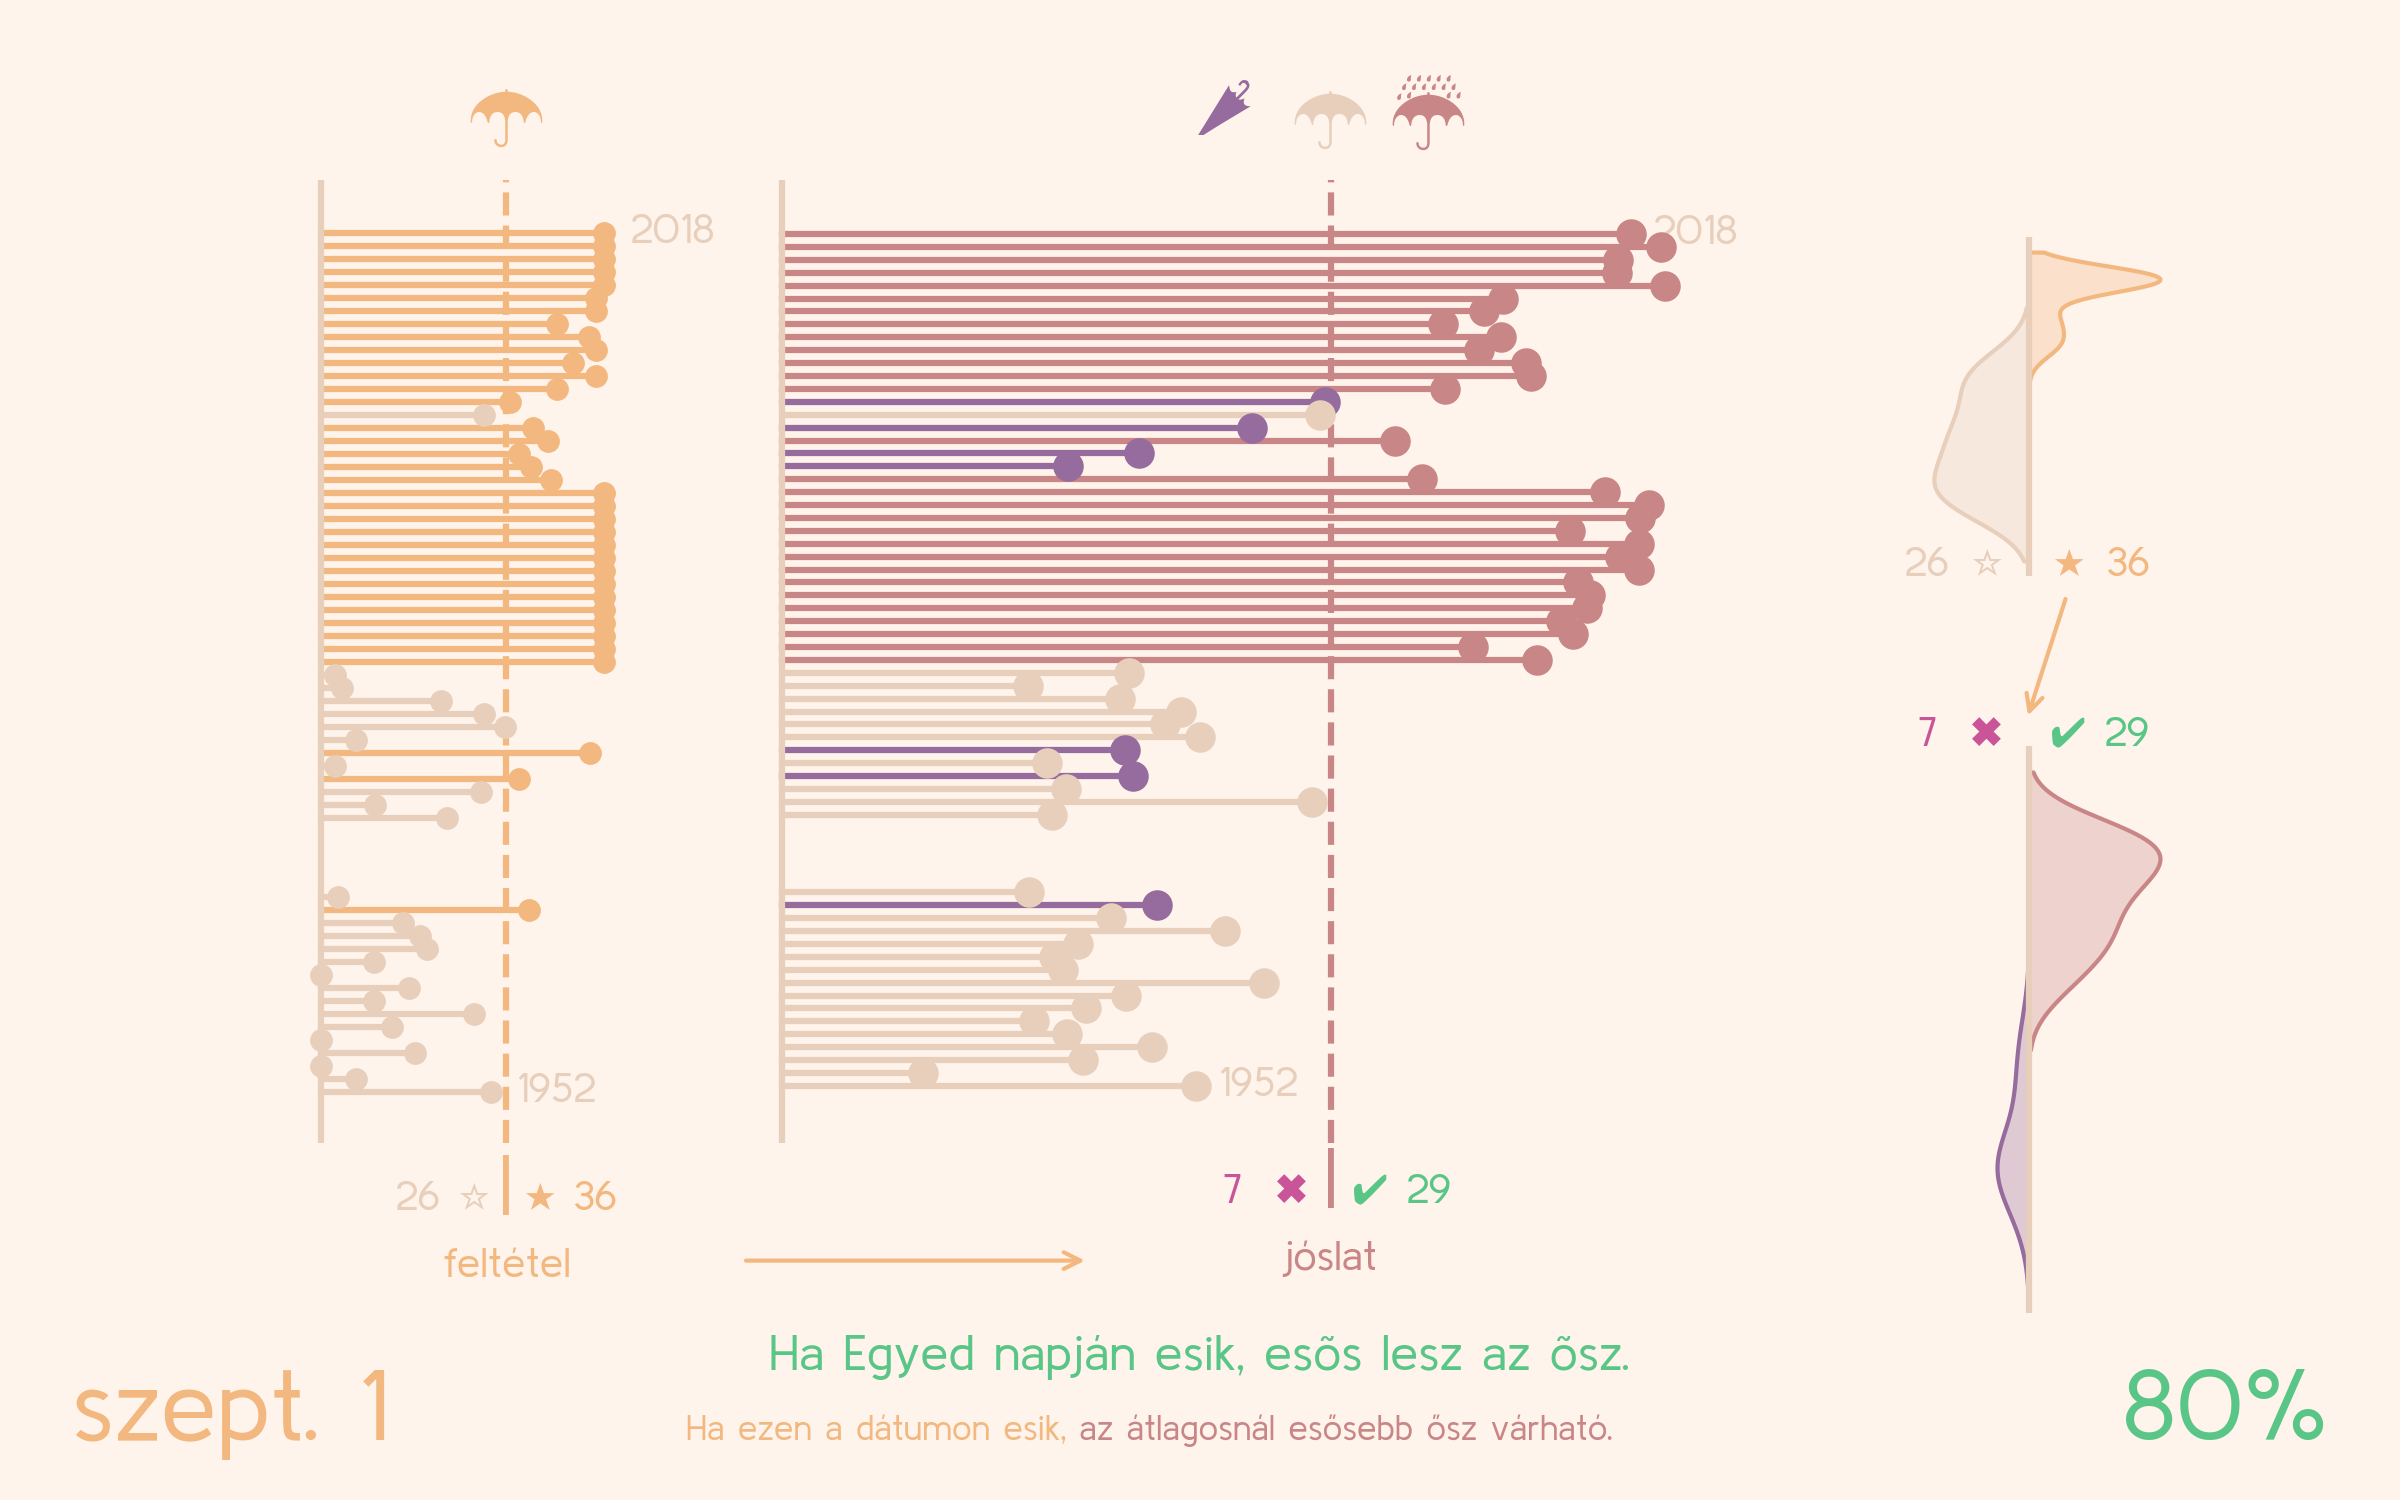 2018
2018
26 ☆ ★ 36
7 ✖ ✔ 29
1952
1952
26 ☆ ★ 36
7 ✖ ✔ 29
feltétel
jóslat
Ha Egyed napján esik, esõs lesz az õsz.
szept. 1
80%
Ha ezen a dátumon esik, az átlagosnál esősebb ősz várható.